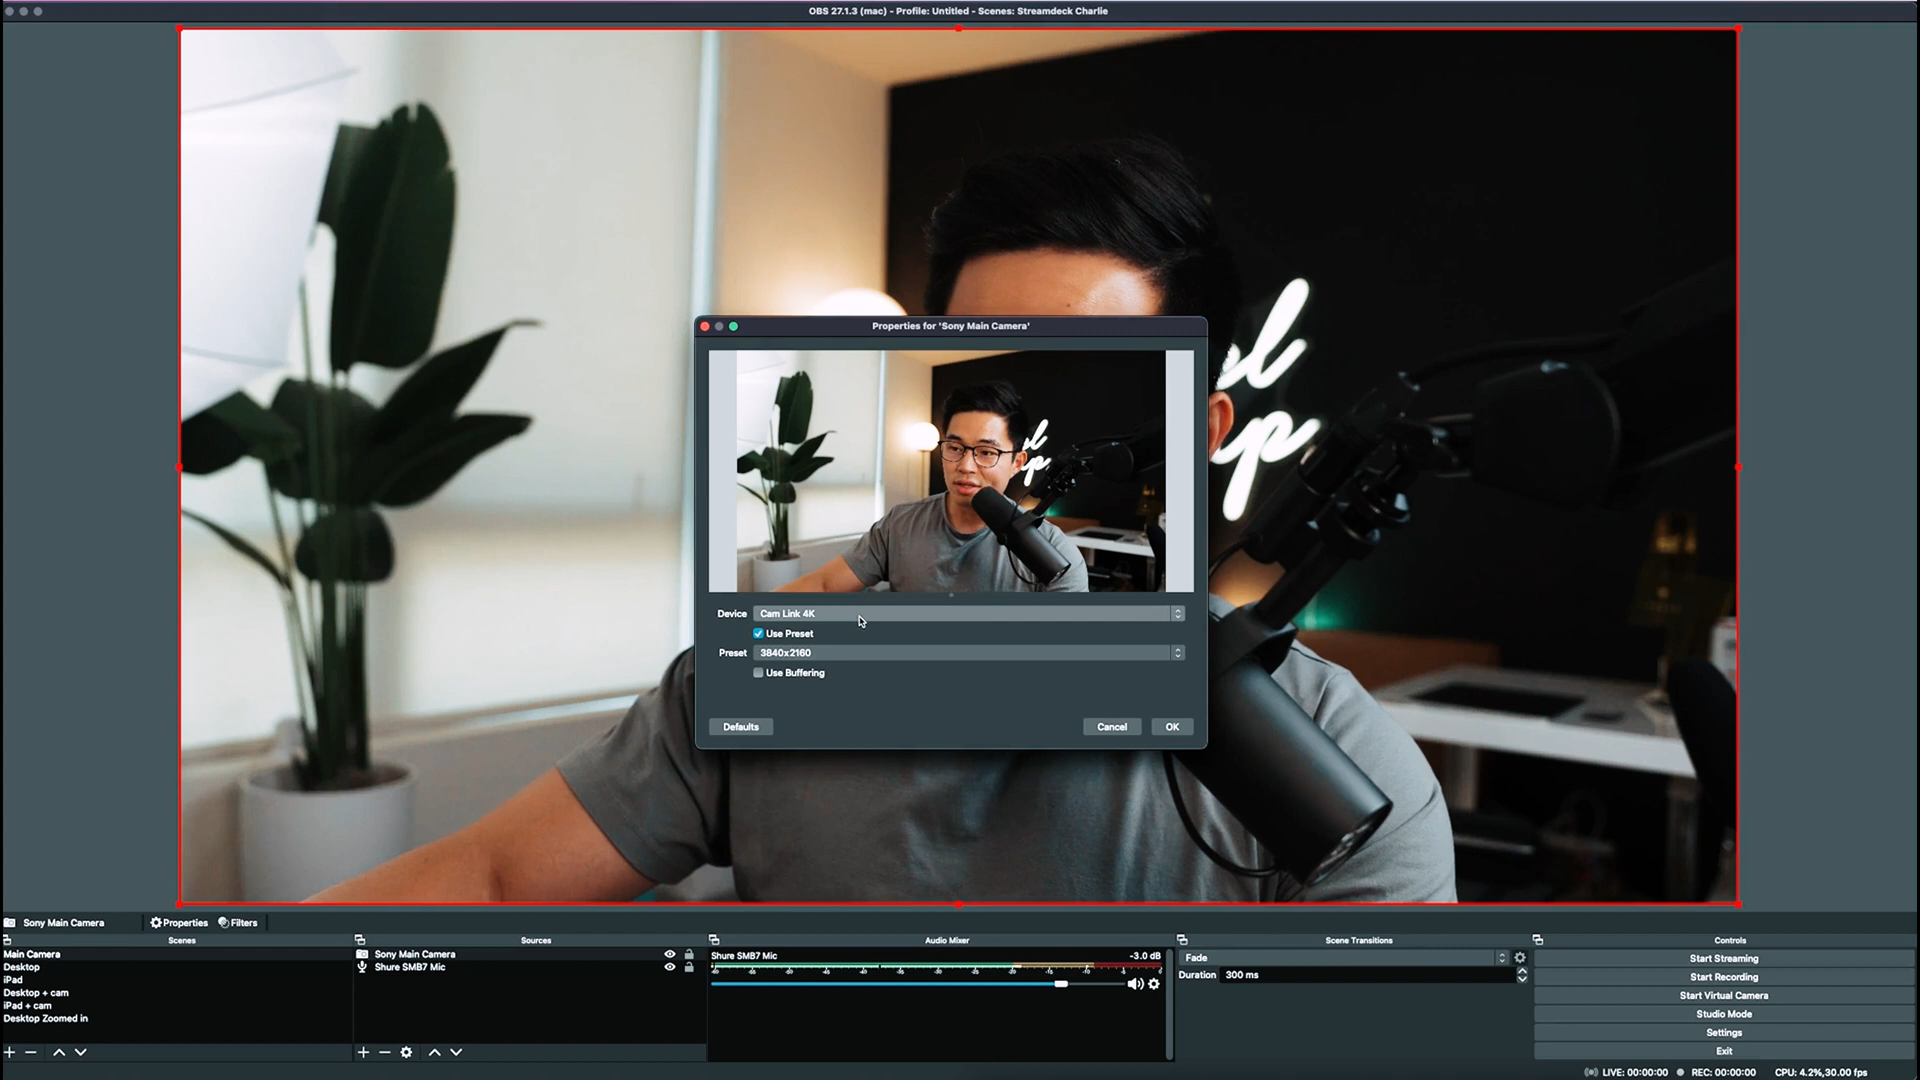 OBS 27.1.3 (mac) - Profile: Untitled - Scenes: Streamdeck Charlie
Properties for 'Sony Main Camera'
Device Cam Link 4K
Use Preset
Preset 3840x2160
Use Buffering
Defaults
Cancel
OK
Sony Main Camera
Properties
Filters
Scenes
Main Camera
Desktop
iPad
Desktop + cam
iPad + cam
Desktop Zoomed in
Sources
Sony Main Camera
Shure SMB7 Mic
Audio Mixer
Shure SMB7 Mic
-3.0 dB
Scene Transitions
Fade
Duration 300 ms
Controls
Start Streaming
Start Recording
Start Virtual Camera
Studio Mode
Settings
Exit
LIVE: 00:00:00
REC: 00:00:00
CPU: 4.2%,30.00 fps